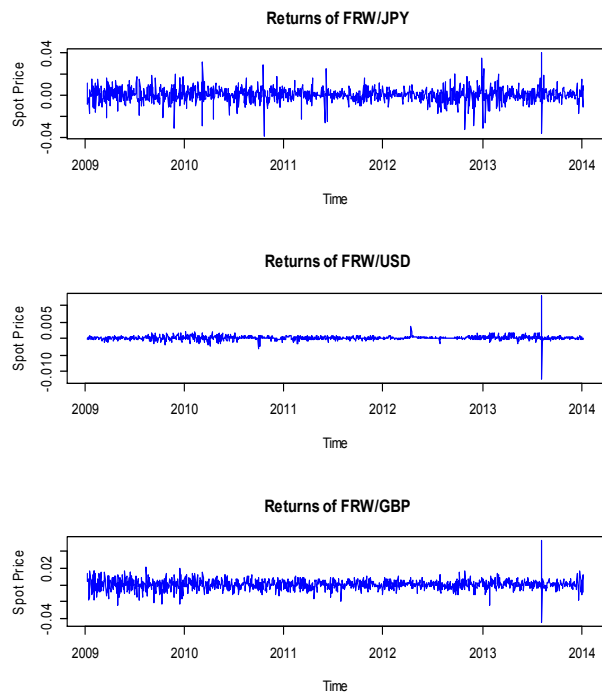 Returns of FRW/JPY
Spot Price
0.04
0.00
-0.04
2009 2010 2011 2012 2013 2014
Time
Returns of FRW/USD
Spot Price
0.005
-0.010
2009 2010 2011 2012 2013 2014
Time
Returns of FRW/GBP
Spot Price
0.02
-0.04
2009 2010 2011 2012 2013 2014
Time